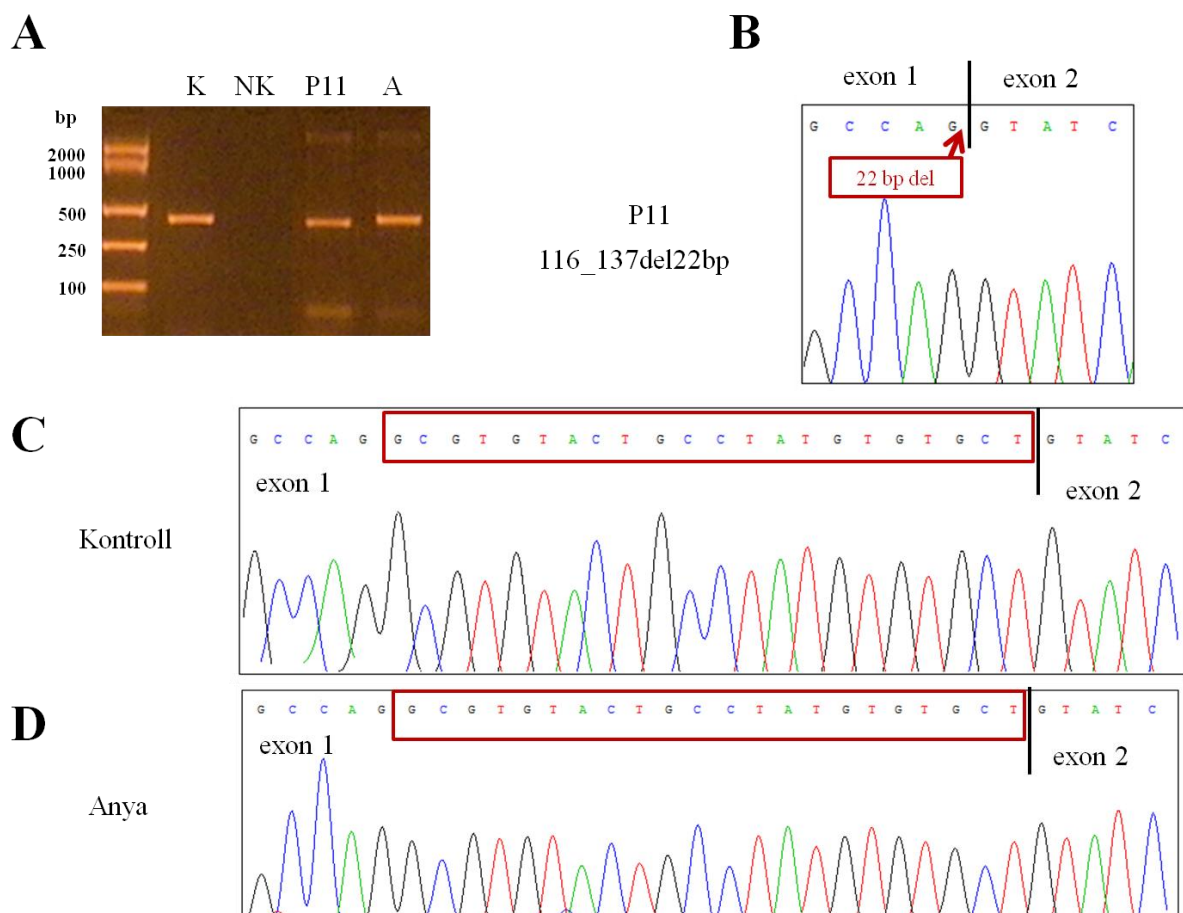 A
K NK P11 A
bp
2000
1000
500
250
100
P11
116_137del22bp
B
exon 1 exon 2
G C C A G G T A T C
22 bp del
C
Kontroll
G C C A G G C G T G T A C T G C C T A T G T G T G C T G T A T C
exon 1
exon 2
D
Anya
G C C A G G C G T G T A C T G C C T A T G T G T G C T G T A T C
exon 1
exon 2